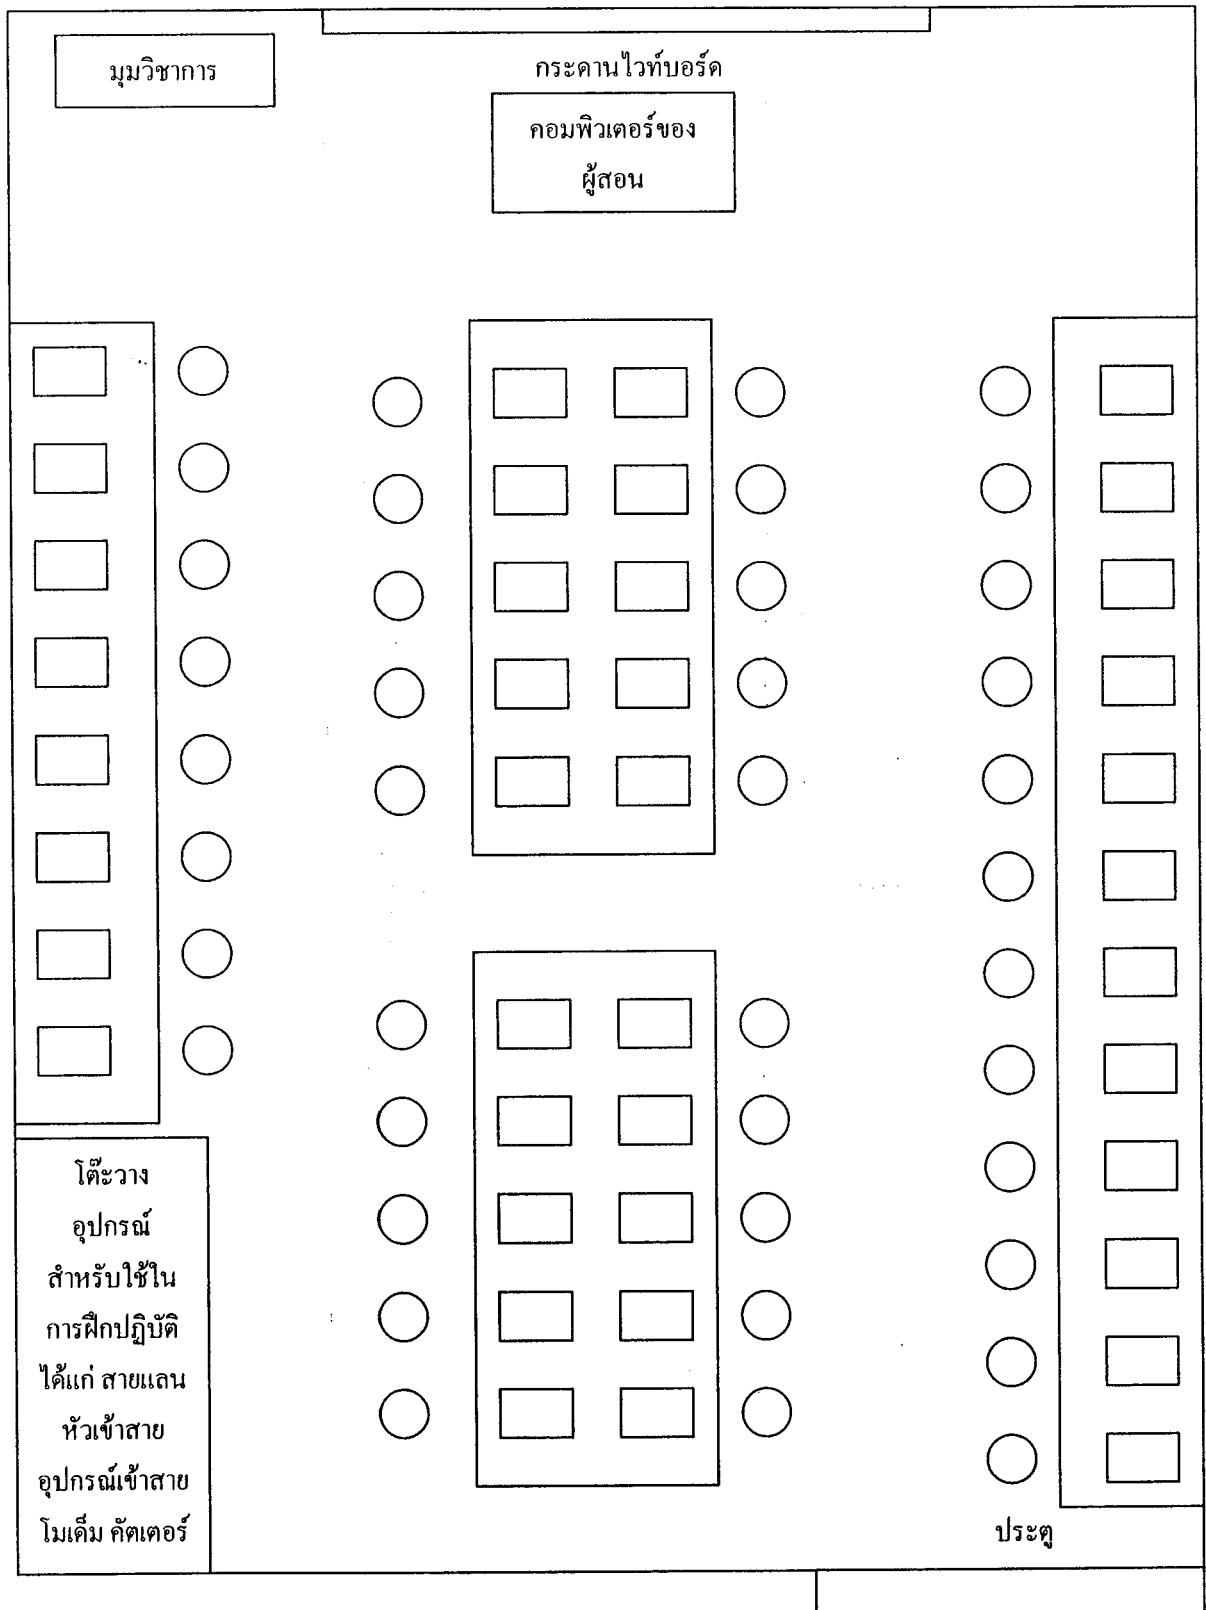 มุมวิชาการ
กระดานไวท์บอร์ด
คอมพิวเตอร์ของ
ผู้สอน
โต๊ะวาง
อุปกรณ์
สำหรับใช้ใน
การฝึกปฏิบัติ
ได้แก่ สายแลน
หัวเข้าสาย
อุปกรณ์เข้าสาย
โมเด็ม คัตเตอร์
ประตู